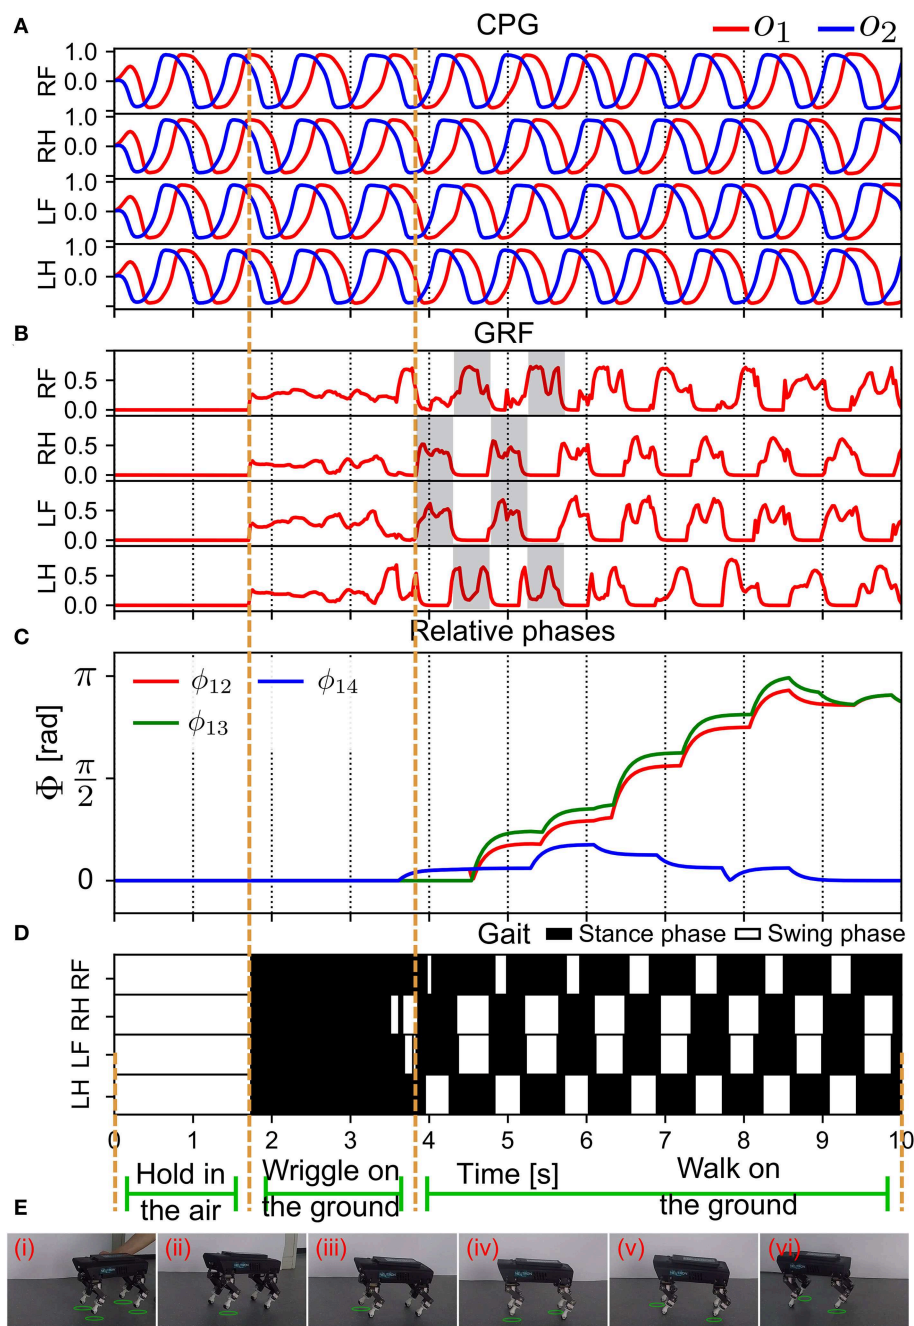 A CPG o1 o2
RF 1.0 0.0
RH 1.0 0.0
LF 1.0 0.0
LH 1.0 0.0
B GRF
RF 0.5 0.0
RH 0.5 0.0
LF 0.5 0.0
LH 0.5 0.0
C Relative phases
Φ [rad]
π
π/2
0
ϕ12 ϕ14
ϕ13
D Gait Stance phase Swing phase
RF
RH
LF
LH
0 1 2 3 4 5 6 7 8 9 10
Hold in the air
Wriggle on the ground
Time [s]
Walk on the ground
E
(i) (ii) (iii) (iv) (v) (vi)